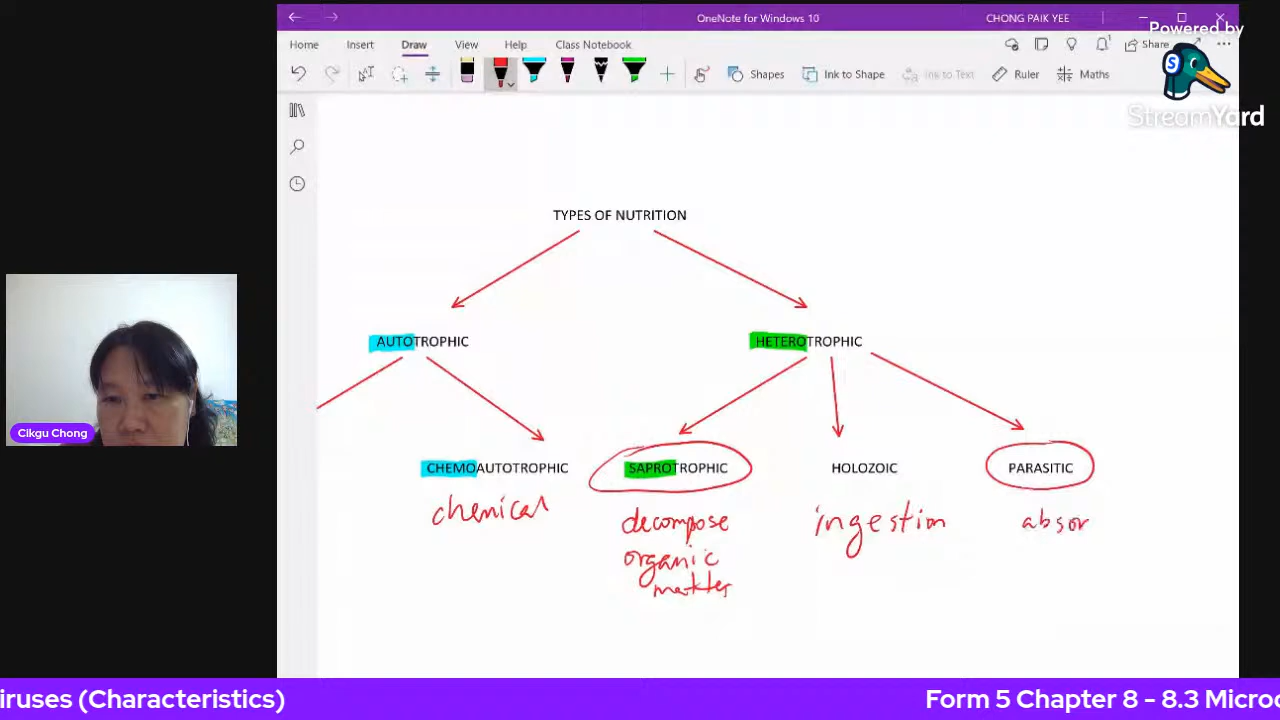 OneNote for Windows 10
CHONG PAIK YEE
Powered by
StreamYard
Home Insert Draw View Help Class Notebook Share
Shapes Ink to Shape Ink to Text Ruler Maths
TYPES OF NUTRITION
AUTOTROPHIC HETEROTROPHIC
CHEMOAUTOTROPHIC SAPROTROPHIC HOLOZOIC PARASITIC
chemical decompose ingestion absor
organic
matter
Cikgu Chong
iruses (Characteristics) Form 5 Chapter 8 - 8.3 Microo